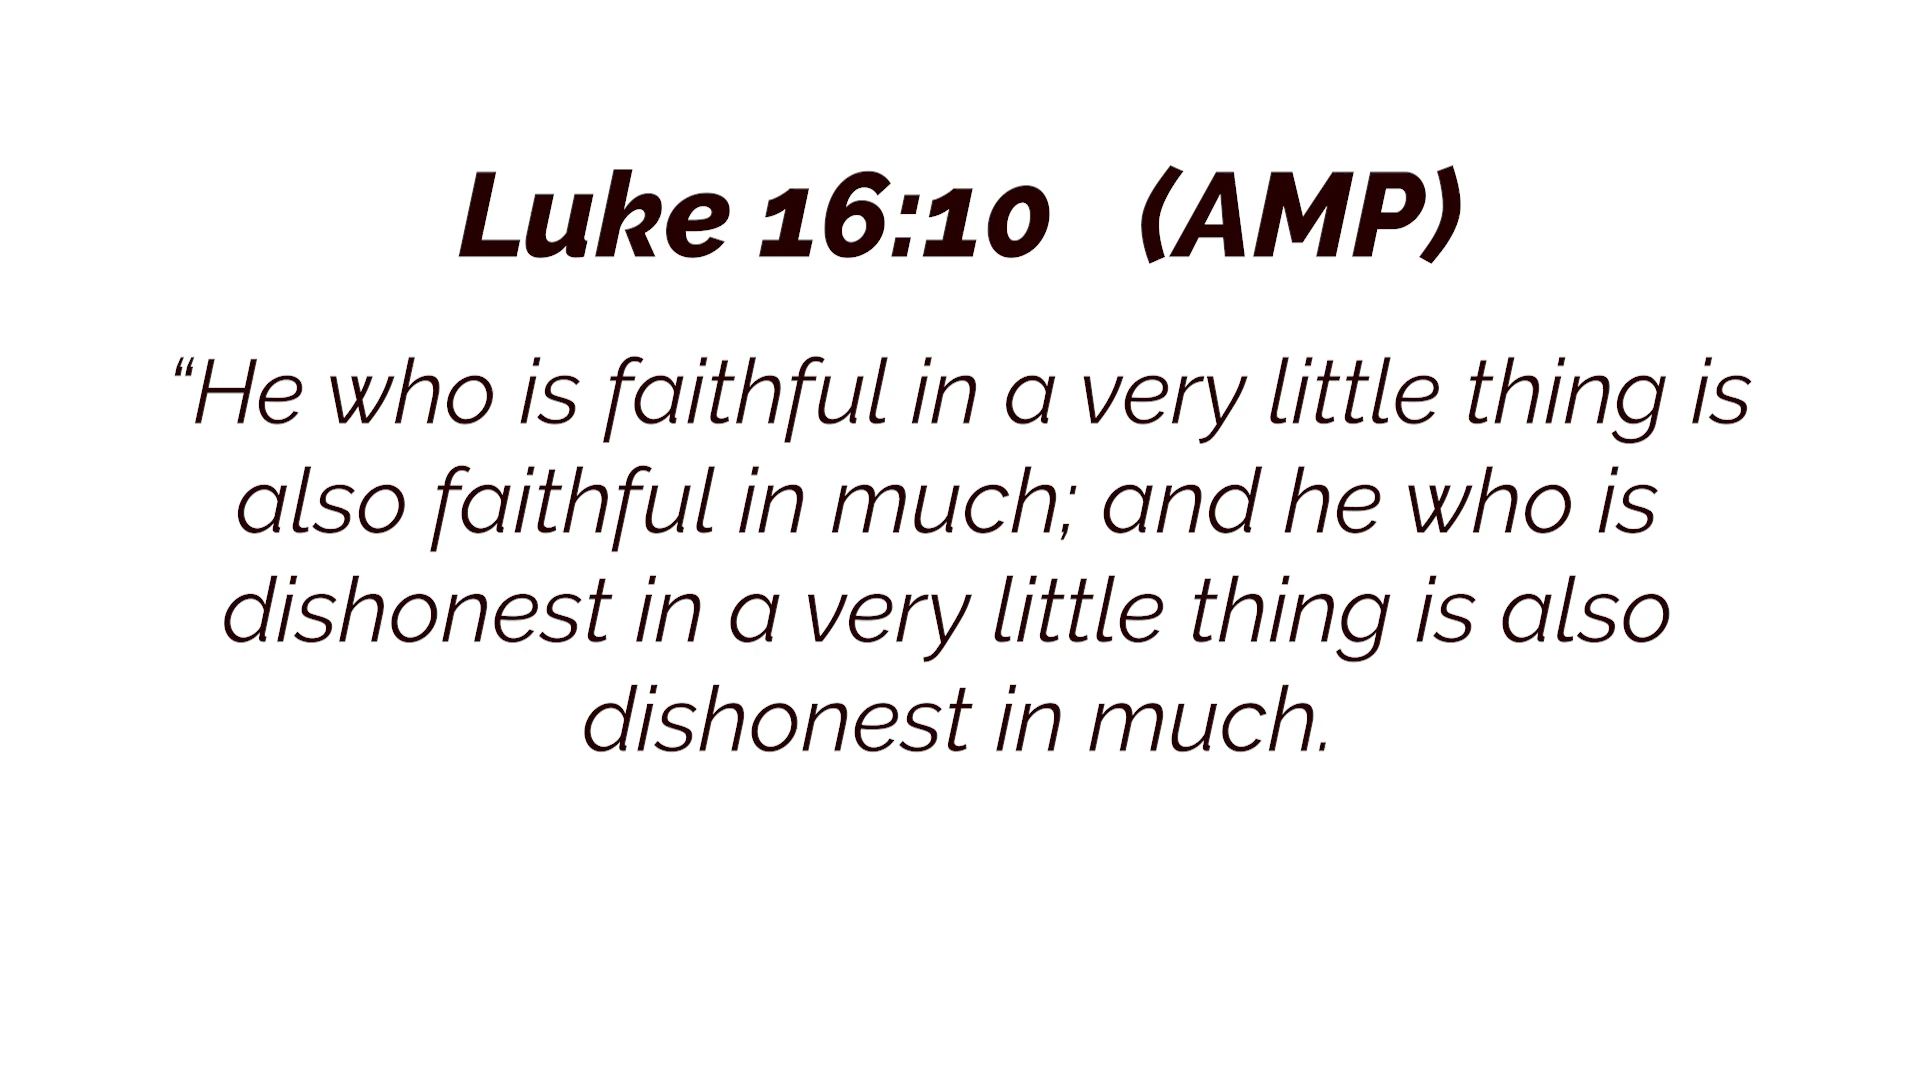 Luke 16:10 (AMP)
“He who is faithful in a very little thing is
also faithful in much; and he who is
dishonest in a very little thing is also
dishonest in much.